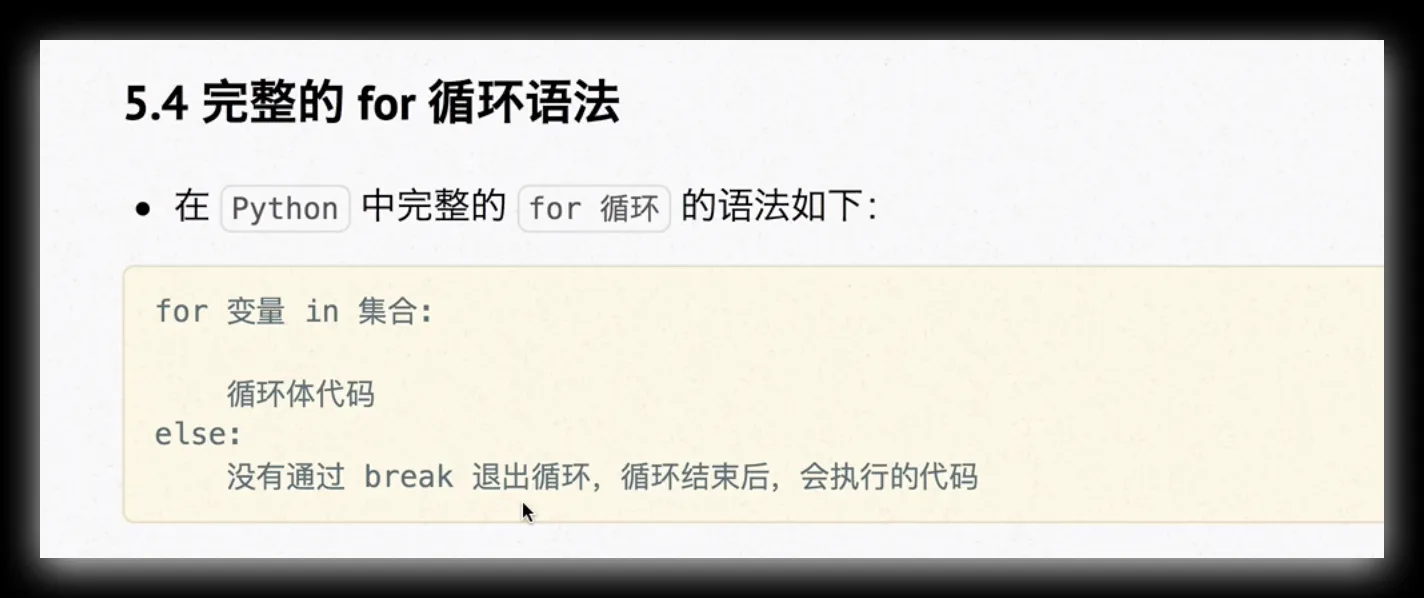 5.4 完整的 for 循环语法
• 在 Python 中完整的 for 循环 的语法如下：
for 变量 in 集合:
    循环体代码
else:
    没有通过 break 退出循环，循环结束后，会执行的代码